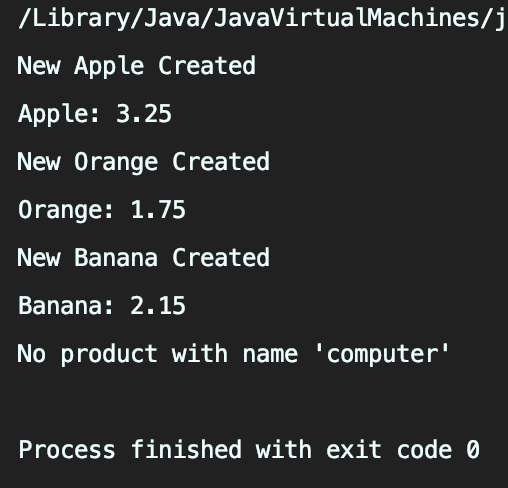 /Library/Java/JavaVirtualMachines/j
New Apple Created
Apple: 3.25
New Orange Created
Orange: 1.75
New Banana Created
Banana: 2.15
No product with name 'computer'
Process finished with exit code 0